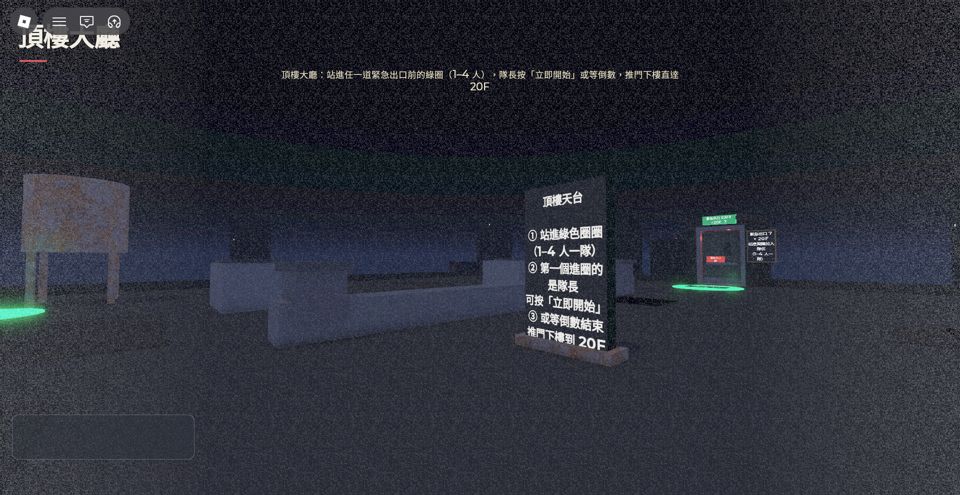 頂樓大廳
頂樓大廳：站進任一道緊急出口前的綠圈（1–4 人），隊長按「立即開始」或等倒數，推門下樓直達
20F
頂樓天台
① 站進綠色圈圈
（1–4 人一隊）
② 第一個進圈的
是隊長
可按「立即開始」
③ 或等倒數結束
推門下樓到 20F